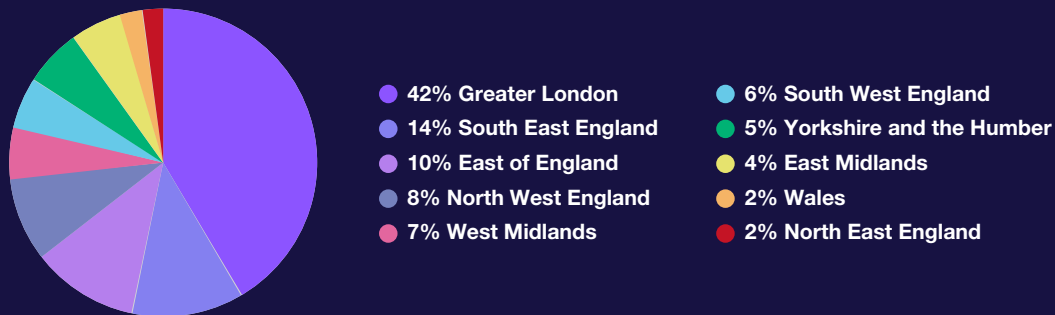 42% Greater London
14% South East England
10% East of England
8% North West England
7% West Midlands
6% South West England
5% Yorkshire and the Humber
4% East Midlands
2% Wales
2% North East England